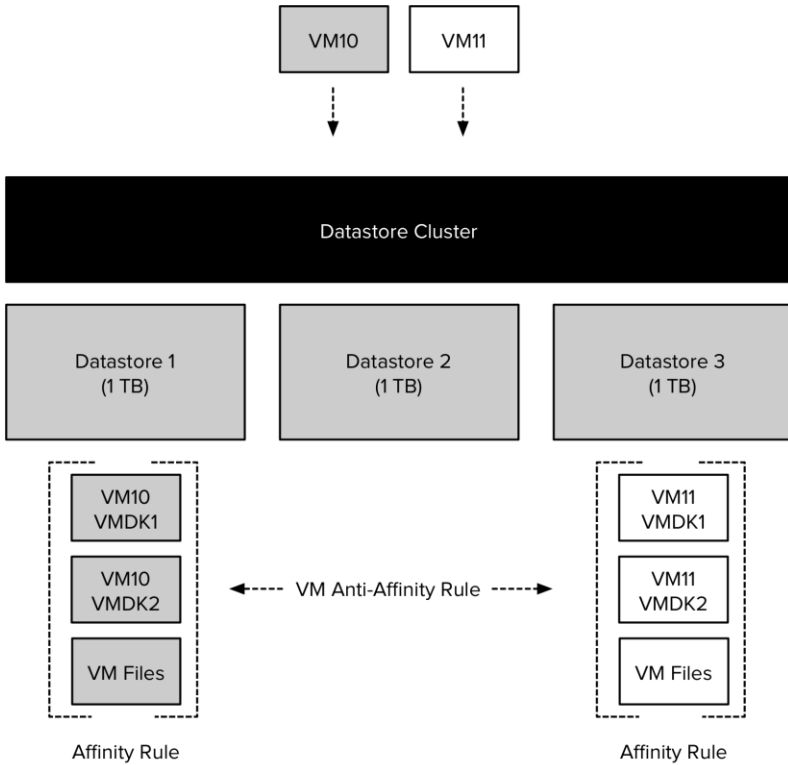 VM10
VM11
Datastore Cluster
Datastore 1
(1 TB)
Datastore 2
(1 TB)
Datastore 3
(1 TB)
VM10
VMDK1
VM10
VMDK2
VM Files
VM Anti-Affinity Rule
VM11
VMDK1
VM11
VMDK2
VM Files
Affinity Rule
Affinity Rule